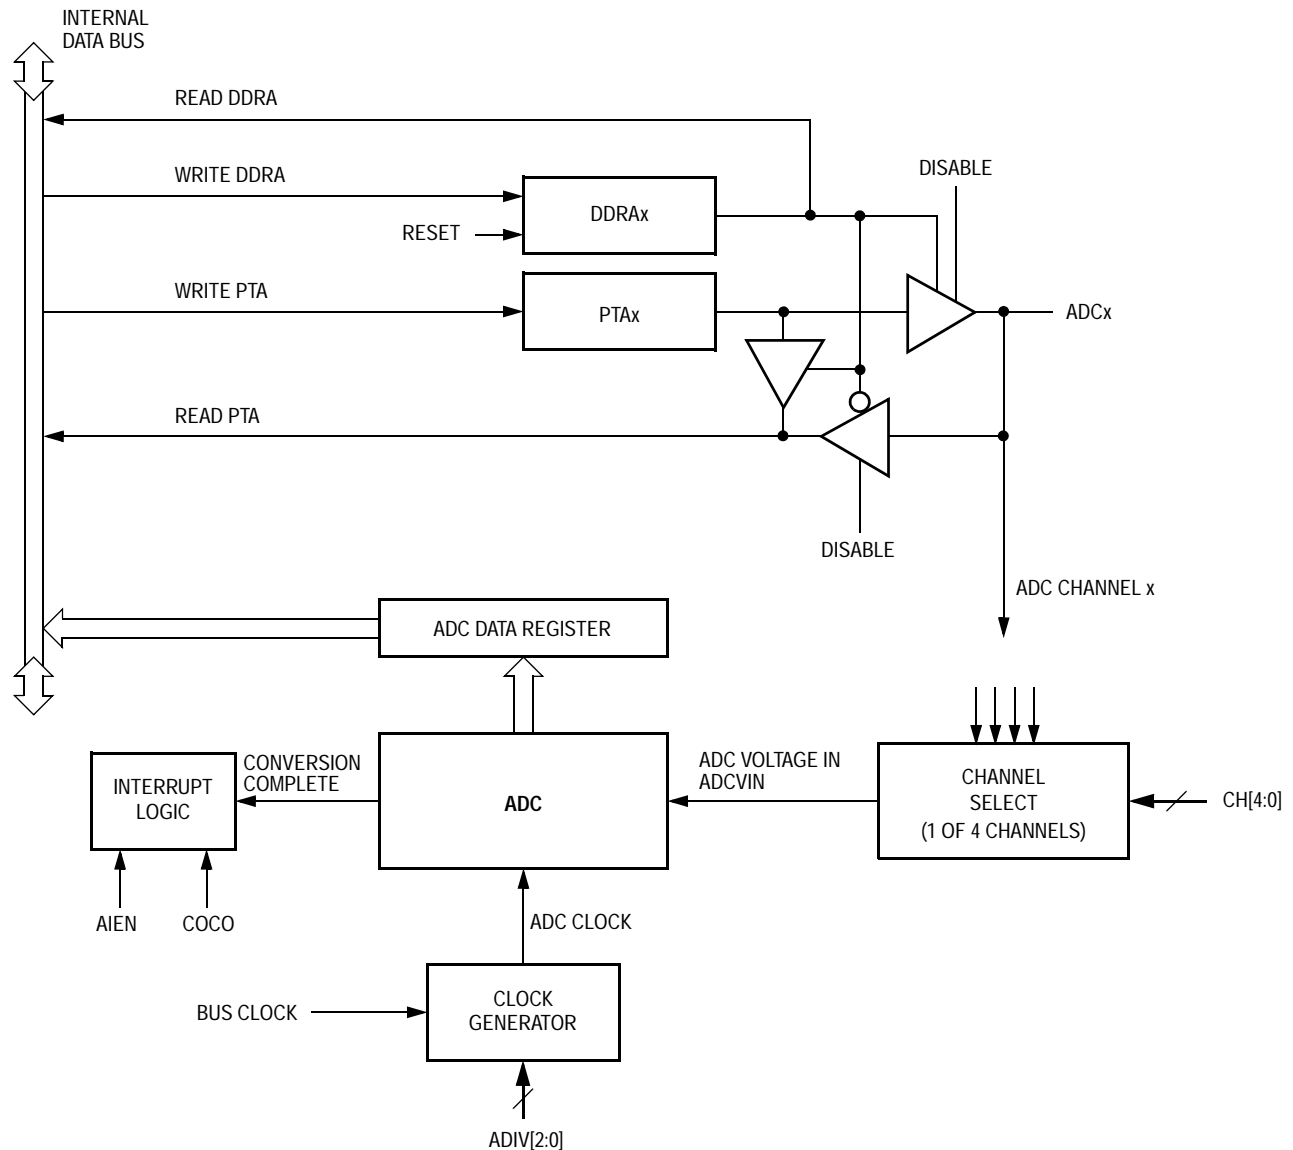 INTERNAL
DATA BUS
READ DDRA
WRITE DDRA
DISABLE
DDRAx
RESET
WRITE PTA
PTAx
ADCx
READ PTA
DISABLE
ADC CHANNEL x
ADC DATA REGISTER
CONVERSION
COMPLETE
INTERRUPT
LOGIC
ADC
ADC VOLTAGE IN
ADCVIN
CHANNEL
SELECT
(1 OF 4 CHANNELS)
CH[4:0]
AIEN
COCO
ADC CLOCK
BUS CLOCK
CLOCK
GENERATOR
ADIV[2:0]